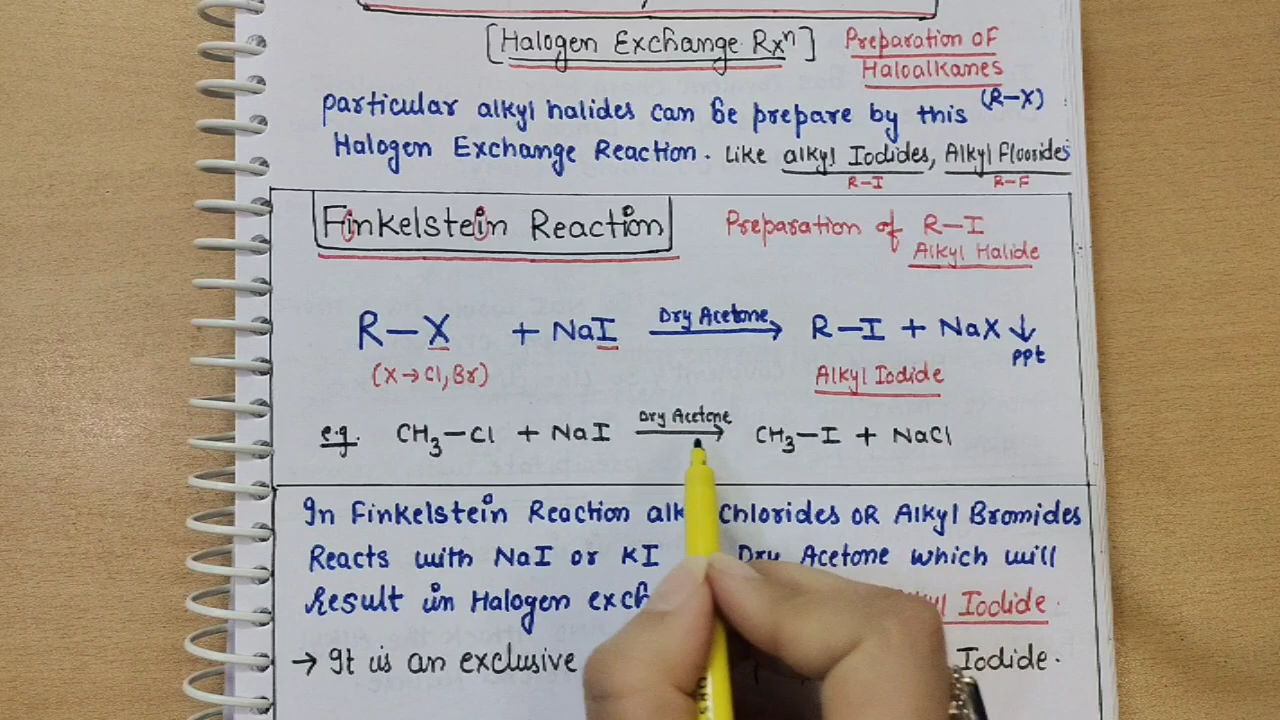 [Halogen Exchange Rxⁿ] Preparation of
Haloalkanes
(R-X)
particular alkyl halides can be prepare by this
Halogen Exchange Reaction. Like alkyl Iodides, Alkyl Floorides
R-I R-F
Finkelstein Reaction Preparation of R-I
Alkyl Halide
R-X + NaI Dry Acetone → R-I + NaX ↓
ppt
(X→Cl, Br) Alkyl Iodide
e.g. CH₃-Cl + NaI Dry Acetone → CH₃-I + NaCl
In Finkelstein Reaction Chlorides OR Alkyl Bromides
Reacts with NaI or KI Dry Acetone which will
Result in Halogen Iodide.
→ It is an exclusive Iodide.